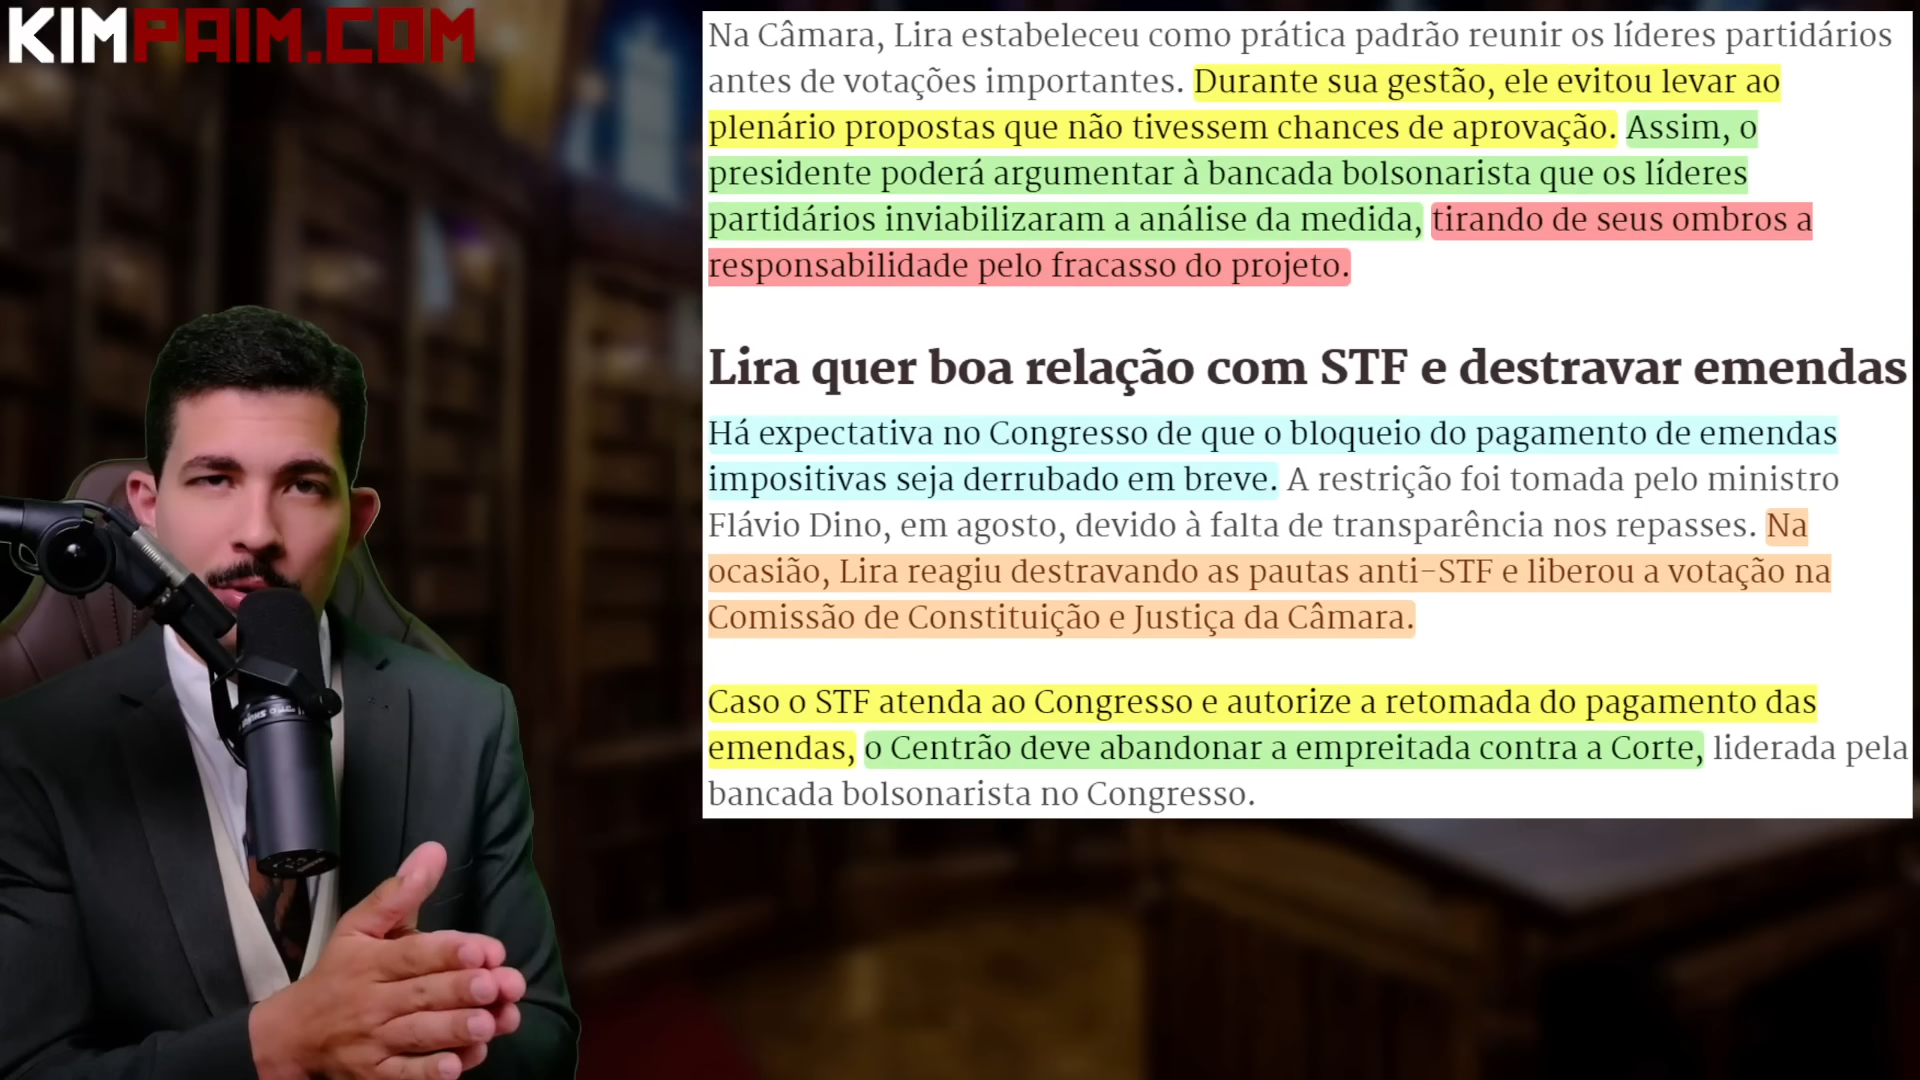 KIMPAIM.COM
Na Câmara, Lira estabeleceu como prática padrão reunir os líderes partidários
antes de votações importantes. Durante sua gestão, ele evitou levar ao
plenário propostas que não tivessem chances de aprovação. Assim, o
presidente poderá argumentar à bancada bolsonarista que os líderes
partidários inviabilizaram a análise da medida, tirando de seus ombros a
responsabilidade pelo fracasso do projeto.
Lira quer boa relação com STF e destravar emendas
Há expectativa no Congresso de que o bloqueio do pagamento de emendas
impositivas seja derrubado em breve. A restrição foi tomada pelo ministro
Flávio Dino, em agosto, devido à falta de transparência nos repasses. Na
ocasião, Lira reagiu destravando as pautas anti-STF e liberou a votação na
Comissão de Constituição e Justiça da Câmara.
Caso o STF atenda ao Congresso e autorize a retomada do pagamento das
emendas, o Centrão deve abandonar a empreitada contra a Corte, liderada pela
bancada bolsonarista no Congresso.